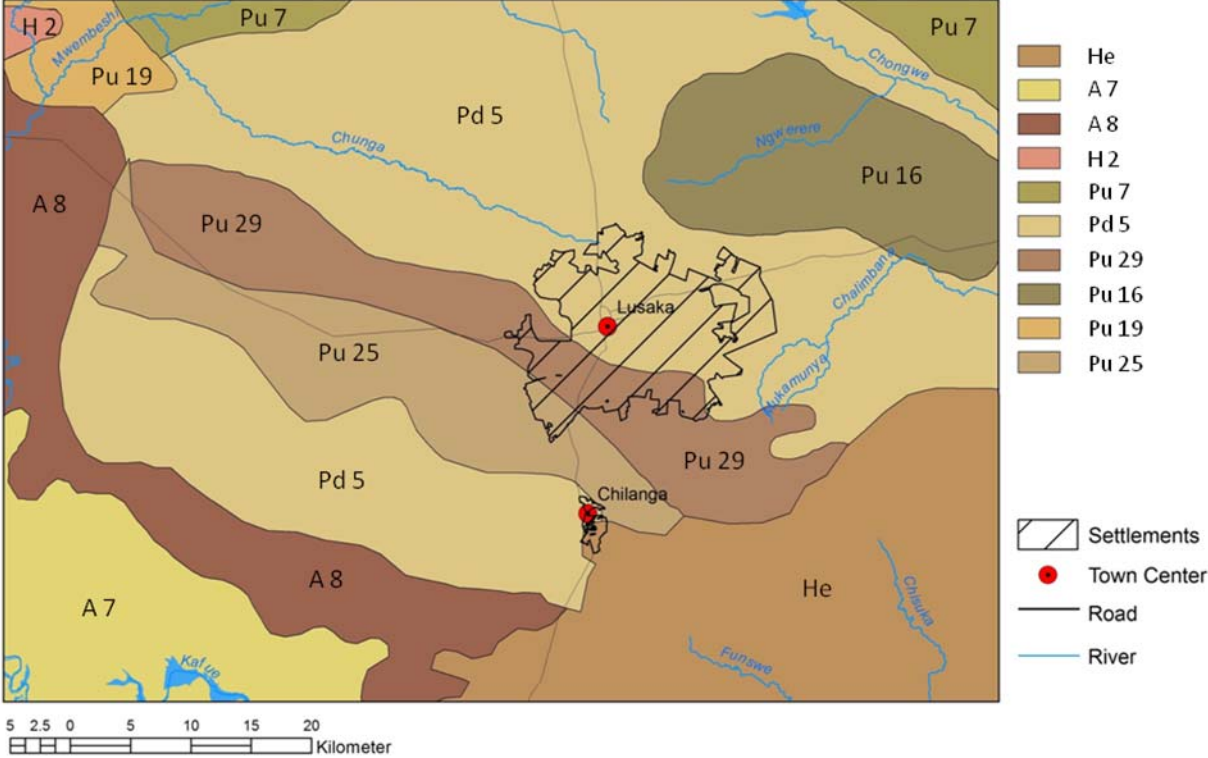 H 2
Mwembeshi
Pu 7
Pu 7
Pu 19
Chongwe
Pd 5
Chunga
Ngwerere
A 8
Pu 16
Pu 29
Chalimbana
Lusaka
Pu 25
Mukamunya
Pu 29
Pd 5
Chilanga
A 8
He
A 7
Chisuka
Funswe
Kafue
He
A 7
A 8
H 2
Pu 7
Pd 5
Pu 29
Pu 16
Pu 19
Pu 25
Settlements
Town Center
Road
River
5 2.5 0 5 10 15 20
Kilometer